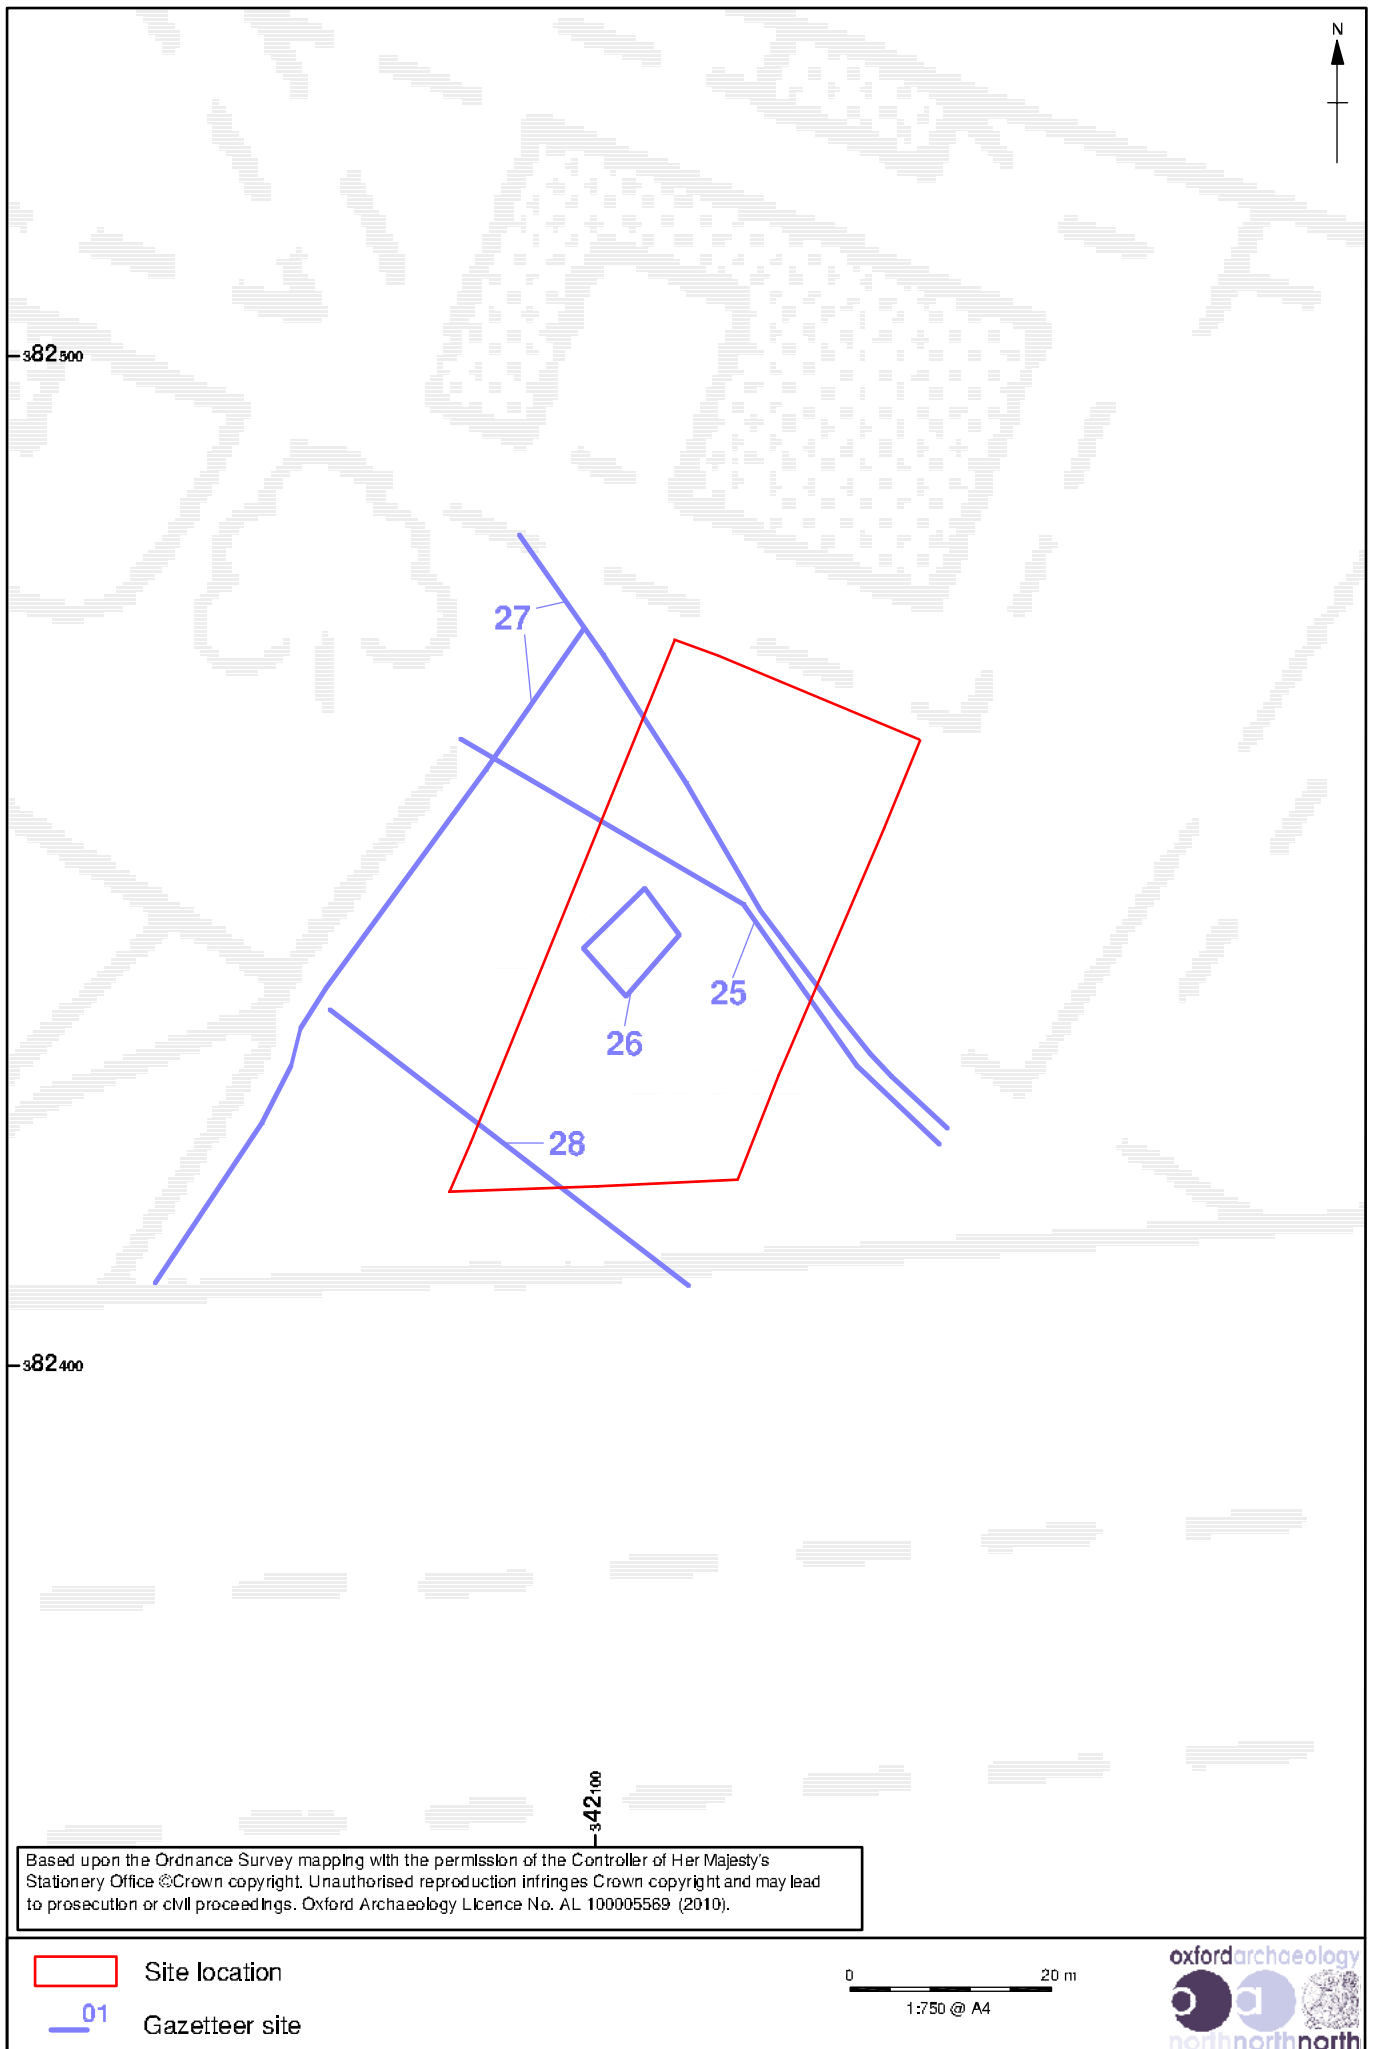 N
382500
27
25
26
28
382400
342100
Based upon the Ordnance Survey mapping with the permission of the Controller of Her Majesty's
Stationery Office ©Crown copyright. Unauthorised reproduction infringes Crown copyright and may lead
to prosecution or civil proceedings. Oxford Archaeology Licence No. AL 100005569 (2010).
Site location
01
Gazetteer site
0 20 m
1:750 @ A4
oxfordarchaeology
o a
northnorthnorth